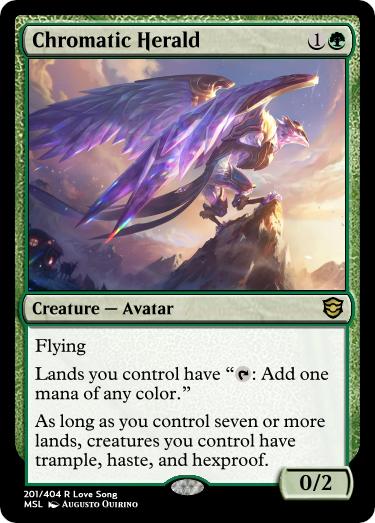 Chromatic Herald 1
Creature — Avatar
Flying
Lands you control have “: Add one
mana of any color.”
As long as you control seven or more
lands, creatures you control have
trample, haste, and hexproof.
0/2
201/404 R Love Song
MSL Augusto Quirino